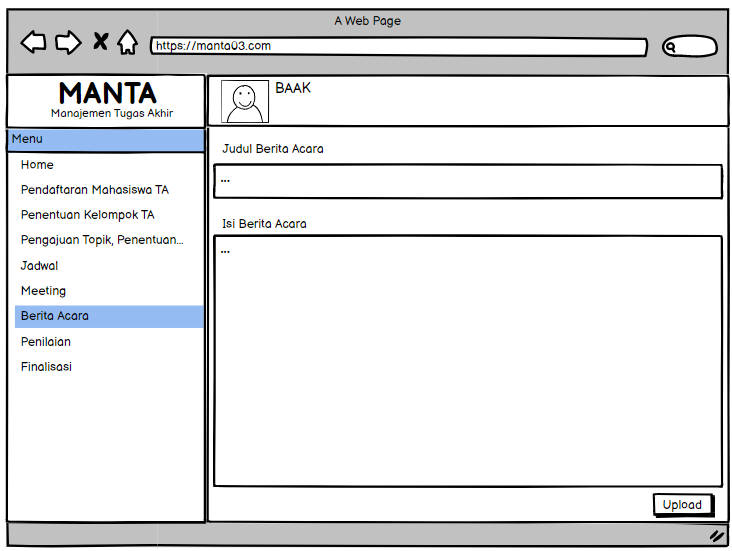 A Web Page
https://manta03.com
MANTA
Manajemen Tugas Akhir
BAAK
Menu
Home
Pendaftaran Mahasiswa TA
Penentuan Kelompok TA
Pengajuan Topik, Penentuan...
Jadwal
Meeting
Berita Acara
Penilaian
Finalisasi
Judul Berita Acara
...
Isi Berita Acara
...
Upload